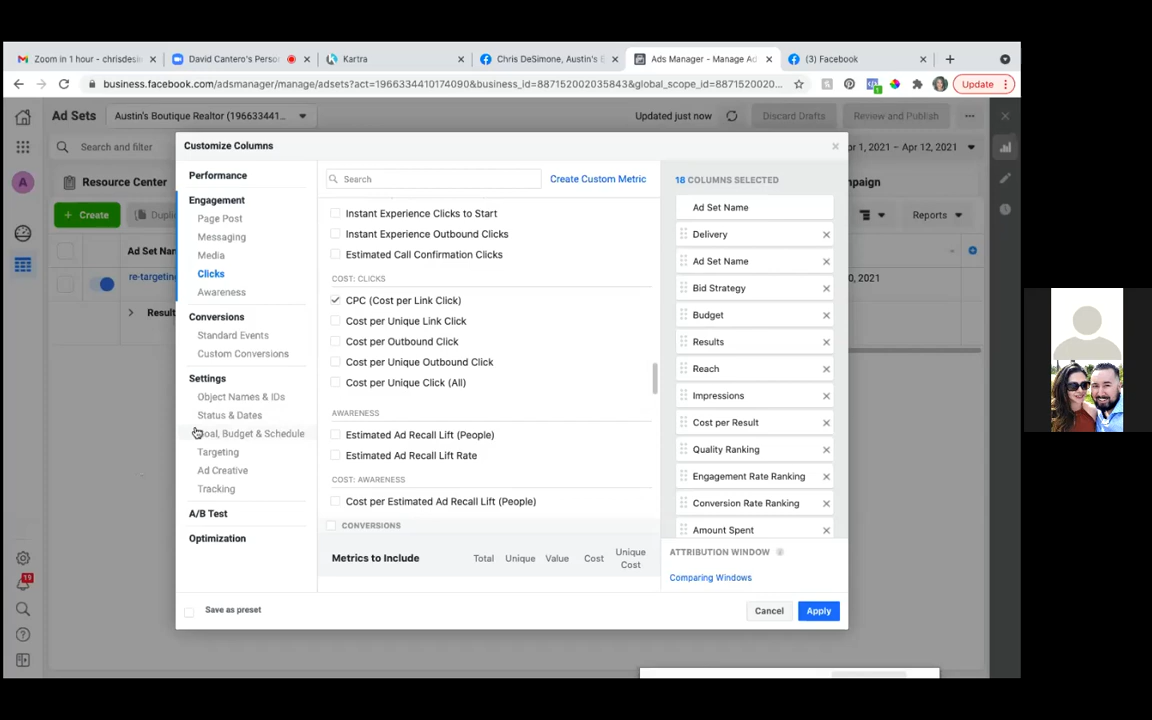 Zoom in 1 hour - chrisdesi
David Cantero's Perso
Kartra
Chris DeSimone, Austin's E
Ads Manager - Manage Ad
(3) Facebook
business.facebook.com/adsmanager/manage/adsets?act=1966334410174090&business_id=887152002035843&global_scope_id=8871520020...
Update
Ad Sets
Austin's Boutique Realtor (196633441...
Updated just now
Discard Drafts
Review and Publish
Customize Columns
Search and filter
pr 1, 2021 – Apr 12, 2021
Performance
18 COLUMNS SELECTED
Search
Create Custom Metric
A
Resource Center
paign
Engagement
Ad Set Name
Create
Dupli
Page Post
Instant Experience Clicks to Start
Reports
Messaging
Instant Experience Outbound Clicks
Delivery
Ad Set Nan
Media
Estimated Call Confirmation Clicks
Ad Set Name
re-targeting
Clicks
COST: CLICKS
0, 2021
Awareness
CPC (Cost per Link Click)
Bid Strategy
Result
Conversions
Cost per Unique Link Click
Budget
Standard Events
Cost per Outbound Click
Results
Custom Conversions
Cost per Unique Outbound Click
Reach
Settings
Cost per Unique Click (All)
Object Names & IDs
Impressions
Status & Dates
AWARENESS
Cost per Result
Goal, Budget & Schedule
Estimated Ad Recall Lift (People)
Targeting
Estimated Ad Recall Lift Rate
Quality Ranking
Ad Creative
COST: AWARENESS
Engagement Rate Ranking
Tracking
Cost per Estimated Ad Recall Lift (People)
Conversion Rate Ranking
A/B Test
CONVERSIONS
Amount Spent
Optimization
Metrics to Include
Total
Unique
Value
Cost
Unique Cost
ATTRIBUTION WINDOW
Comparing Windows
19
Save as preset
Cancel
Apply